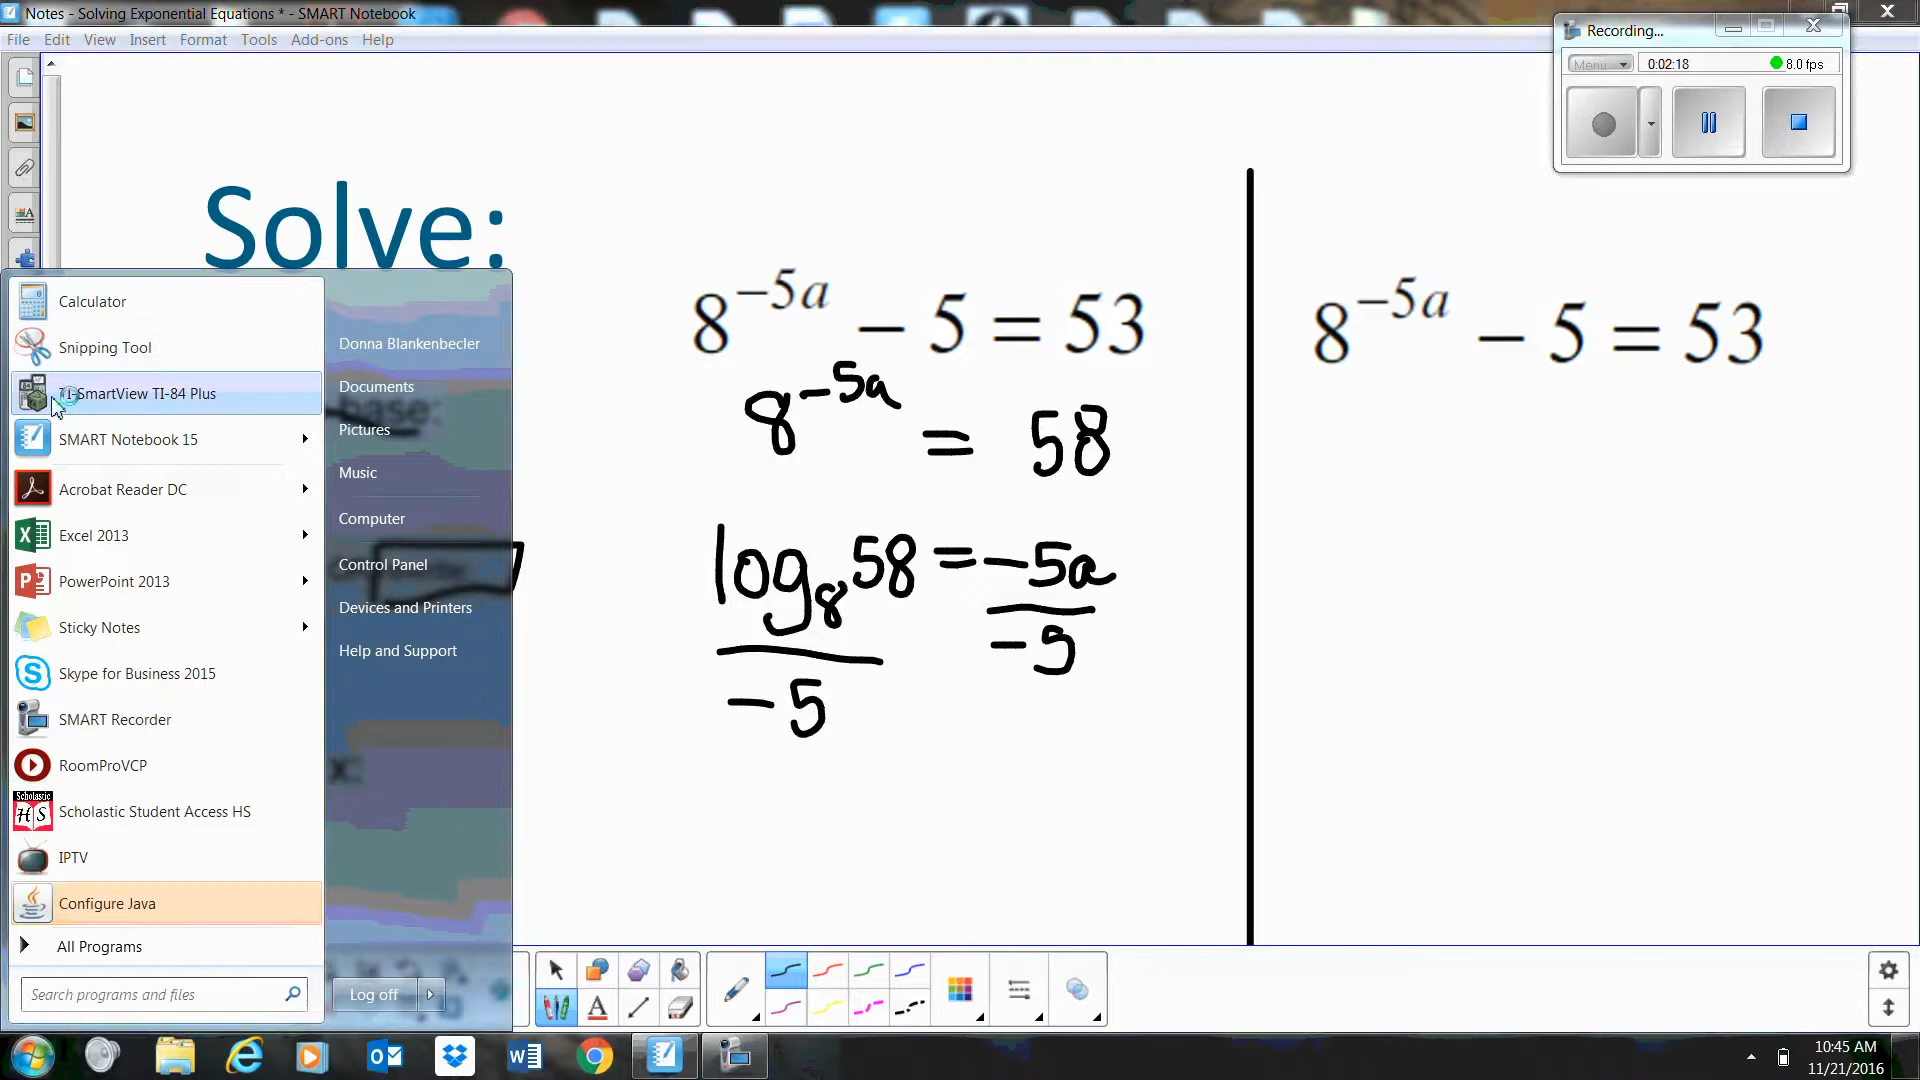 Notes - Solving Exponential Equations * - SMART Notebook
File Edit View Insert Format Tools Add-ons Help
Recording...
Menu 0:02:18 8.0 fps
Solve:
8^{-5a} - 5 = 53
8^{-5a} - 5 = 53
8^{-5a} = 58
log_8 58 = -5a
-5 -5
Calculator
Snipping Tool
TI-SmartView TI-84 Plus
SMART Notebook 15
Acrobat Reader DC
Excel 2013
PowerPoint 2013
Sticky Notes
Skype for Business 2015
SMART Recorder
RoomProVCP
Scholastic HS
Scholastic Student Access HS
IPTV
Configure Java
All Programs
Search programs and files
Donna Blankenbecler
Documents
base:
Pictures
Music
Computer
Control Panel
Devices and Printers
Help and Support
x:
Log off
10:45 AM
11/21/2016